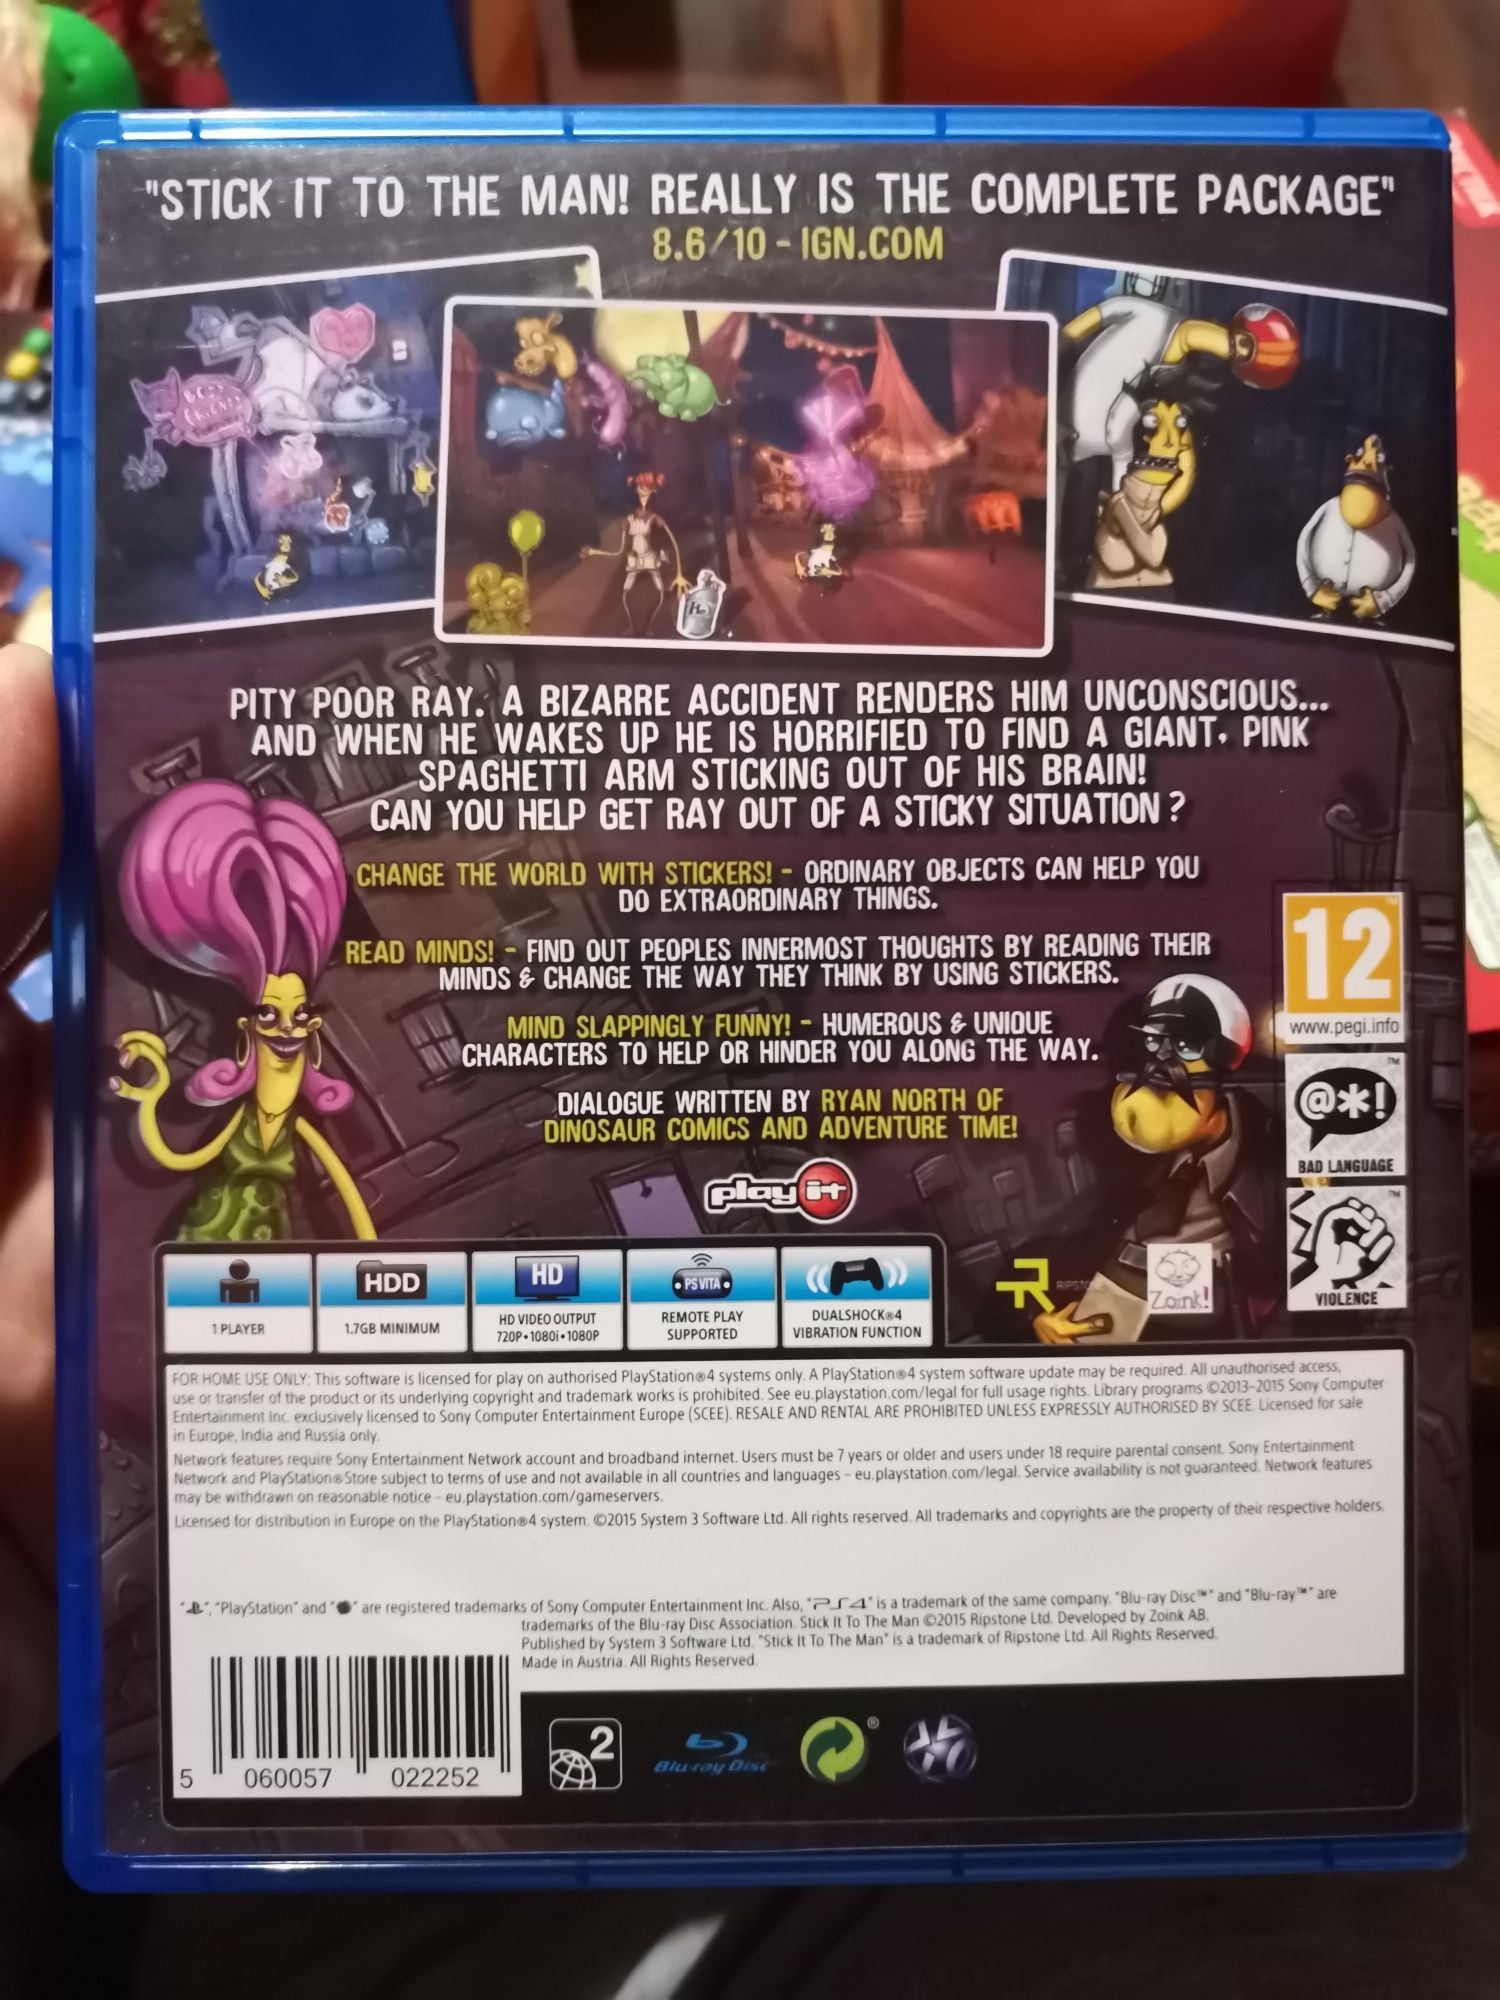 "STICK IT TO THE MAN! REALLY IS THE COMPLETE PACKAGE"
8.6/10 - IGN.COM
BEST
He
PITY POOR RAY. A BIZARRE ACCIDENT RENDERS HIM UNCONSCIOUS...
AND WHEN HE WAKES UP HE IS HORRIFIED TO FIND A GIANT, PINK
SPAGHETTI ARM STICKING OUT OF HIS BRAIN!
CAN YOU HELP GET RAY OUT OF A STICKY SITUATION?
CHANGE THE WORLD WITH STICKERS! - ORDINARY OBJECTS CAN HELP YOU
DO EXTRAORDINARY THINGS.
READ MINDS! - FIND OUT PEOPLES INNERMOST THOUGHTS BY READING THEIR
MINDS & CHANGE THE WAY THEY THINK BY USING STICKERS.
MIND SLAPPINGLY FUNNY! - HUMEROUS & UNIQUE
CHARACTERS TO HELP OR HINDER YOU ALONG THE WAY.
DIALOGUE WRITTEN BY RYAN NORTH OF
DINOSAUR COMICS AND ADVENTURE TIME!
play it
12
www.pegi.info
@*!
BAD LANGUAGE
VIOLENCE
RIPSTONE
Zoink!
1 PLAYER
HDD
1.7GB MINIMUM
HD
HD VIDEO OUTPUT
720P•1080i•1080P
PS VITA
REMOTE PLAY
SUPPORTED
DUALSHOCK®4
VIBRATION FUNCTION
FOR HOME USE ONLY: This software is licensed for play on authorised PlayStation®4 systems only. A PlayStation®4 system software update may be required. All unauthorised access,
use or transfer of the product or its underlying copyright and trademark works is prohibited. See eu.playstation.com/legal for full usage rights. Library programs ©2013-2015 Sony Computer
Entertainment Inc. exclusively licensed to Sony Computer Entertainment Europe (SCEE). RESALE AND RENTAL ARE PROHIBITED UNLESS EXPRESSLY AUTHORISED BY SCEE. Licensed for sale
in Europe, India and Russia only.
Network features require Sony Entertainment Network account and broadband internet. Users must be 7 years or older and users under 18 require parental consent. Sony Entertainment
Network and PlayStation®Store subject to terms of use and not available in all countries and languages – eu.playstation.com/legal. Service availability is not guaranteed. Network features
may be withdrawn on reasonable notice – eu.playstation.com/gameservers.
Licensed for distribution in Europe on the PlayStation®4 system. ©2015 System 3 Software Ltd. All rights reserved. All trademarks and copyrights are the property of their respective holders.
"", "PlayStation" and "" are registered trademarks of Sony Computer Entertainment Inc. Also, "PS4" is a trademark of the same company. "Blu-ray Disc™" and "Blu-ray™" are
trademarks of the Blu-ray Disc Association. Stick It To The Man ©2015 Ripstone Ltd. Developed by Zoink AB.
Published by System 3 Software Ltd. "Stick It To The Man" is a trademark of Ripstone Ltd. All Rights Reserved.
Made in Austria. All Rights Reserved.
5 060057 022252
2
Blu-ray Disc
®